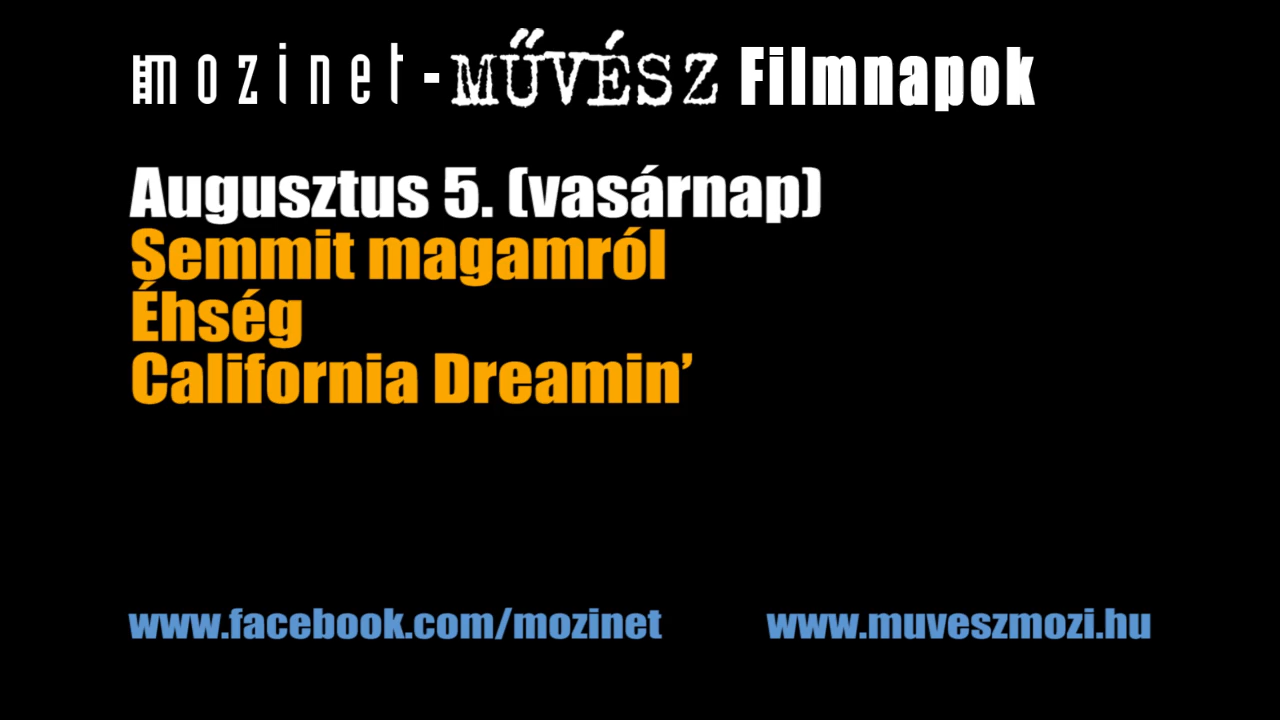 mozinet-MŰVÉSZ Filmnapok
Augusztus 5. (vasárnap)
Semmit magamról
Éhség
California Dreamin’
www.facebook.com/mozinet www.muveszmozi.hu